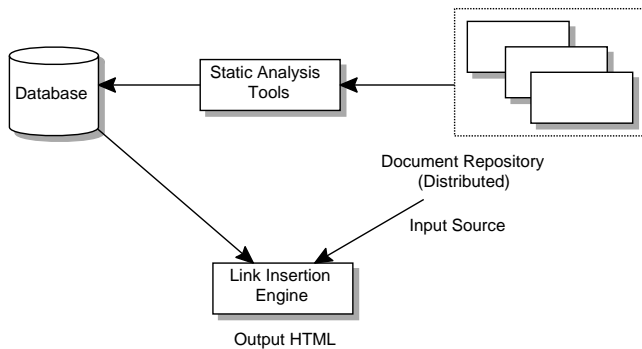 Database
Static Analysis
Tools
Document Repository
(Distributed)
Input Source
Link Insertion
Engine
Output HTML